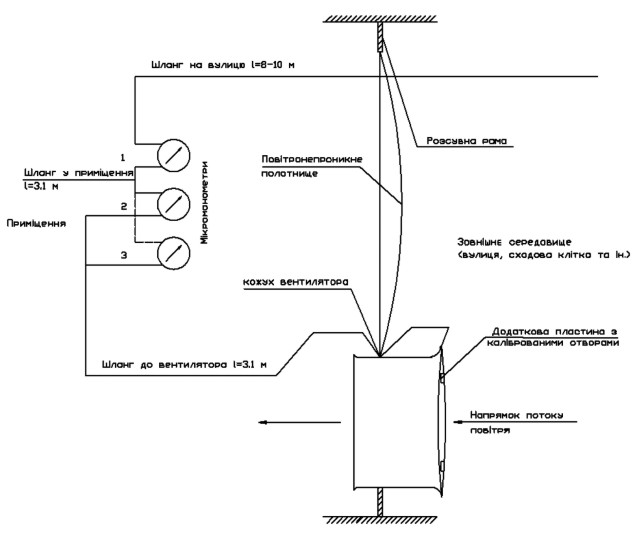 Шланг на вулицю l=8-10 м
Розсувна рама
1
Повітронепроникне
полотнище
Шланг у приміщення
l=3.1 м
2
Мікроманометри
Приміщення
3
Зовнішнє середавище
(вулиця, сходова клітка та ін.)
кожух вентилятора
Додаткова пластина з
каліброваними отворами
Шланг до вентилятора l=3.1 м
Напрямок потоку
повітря